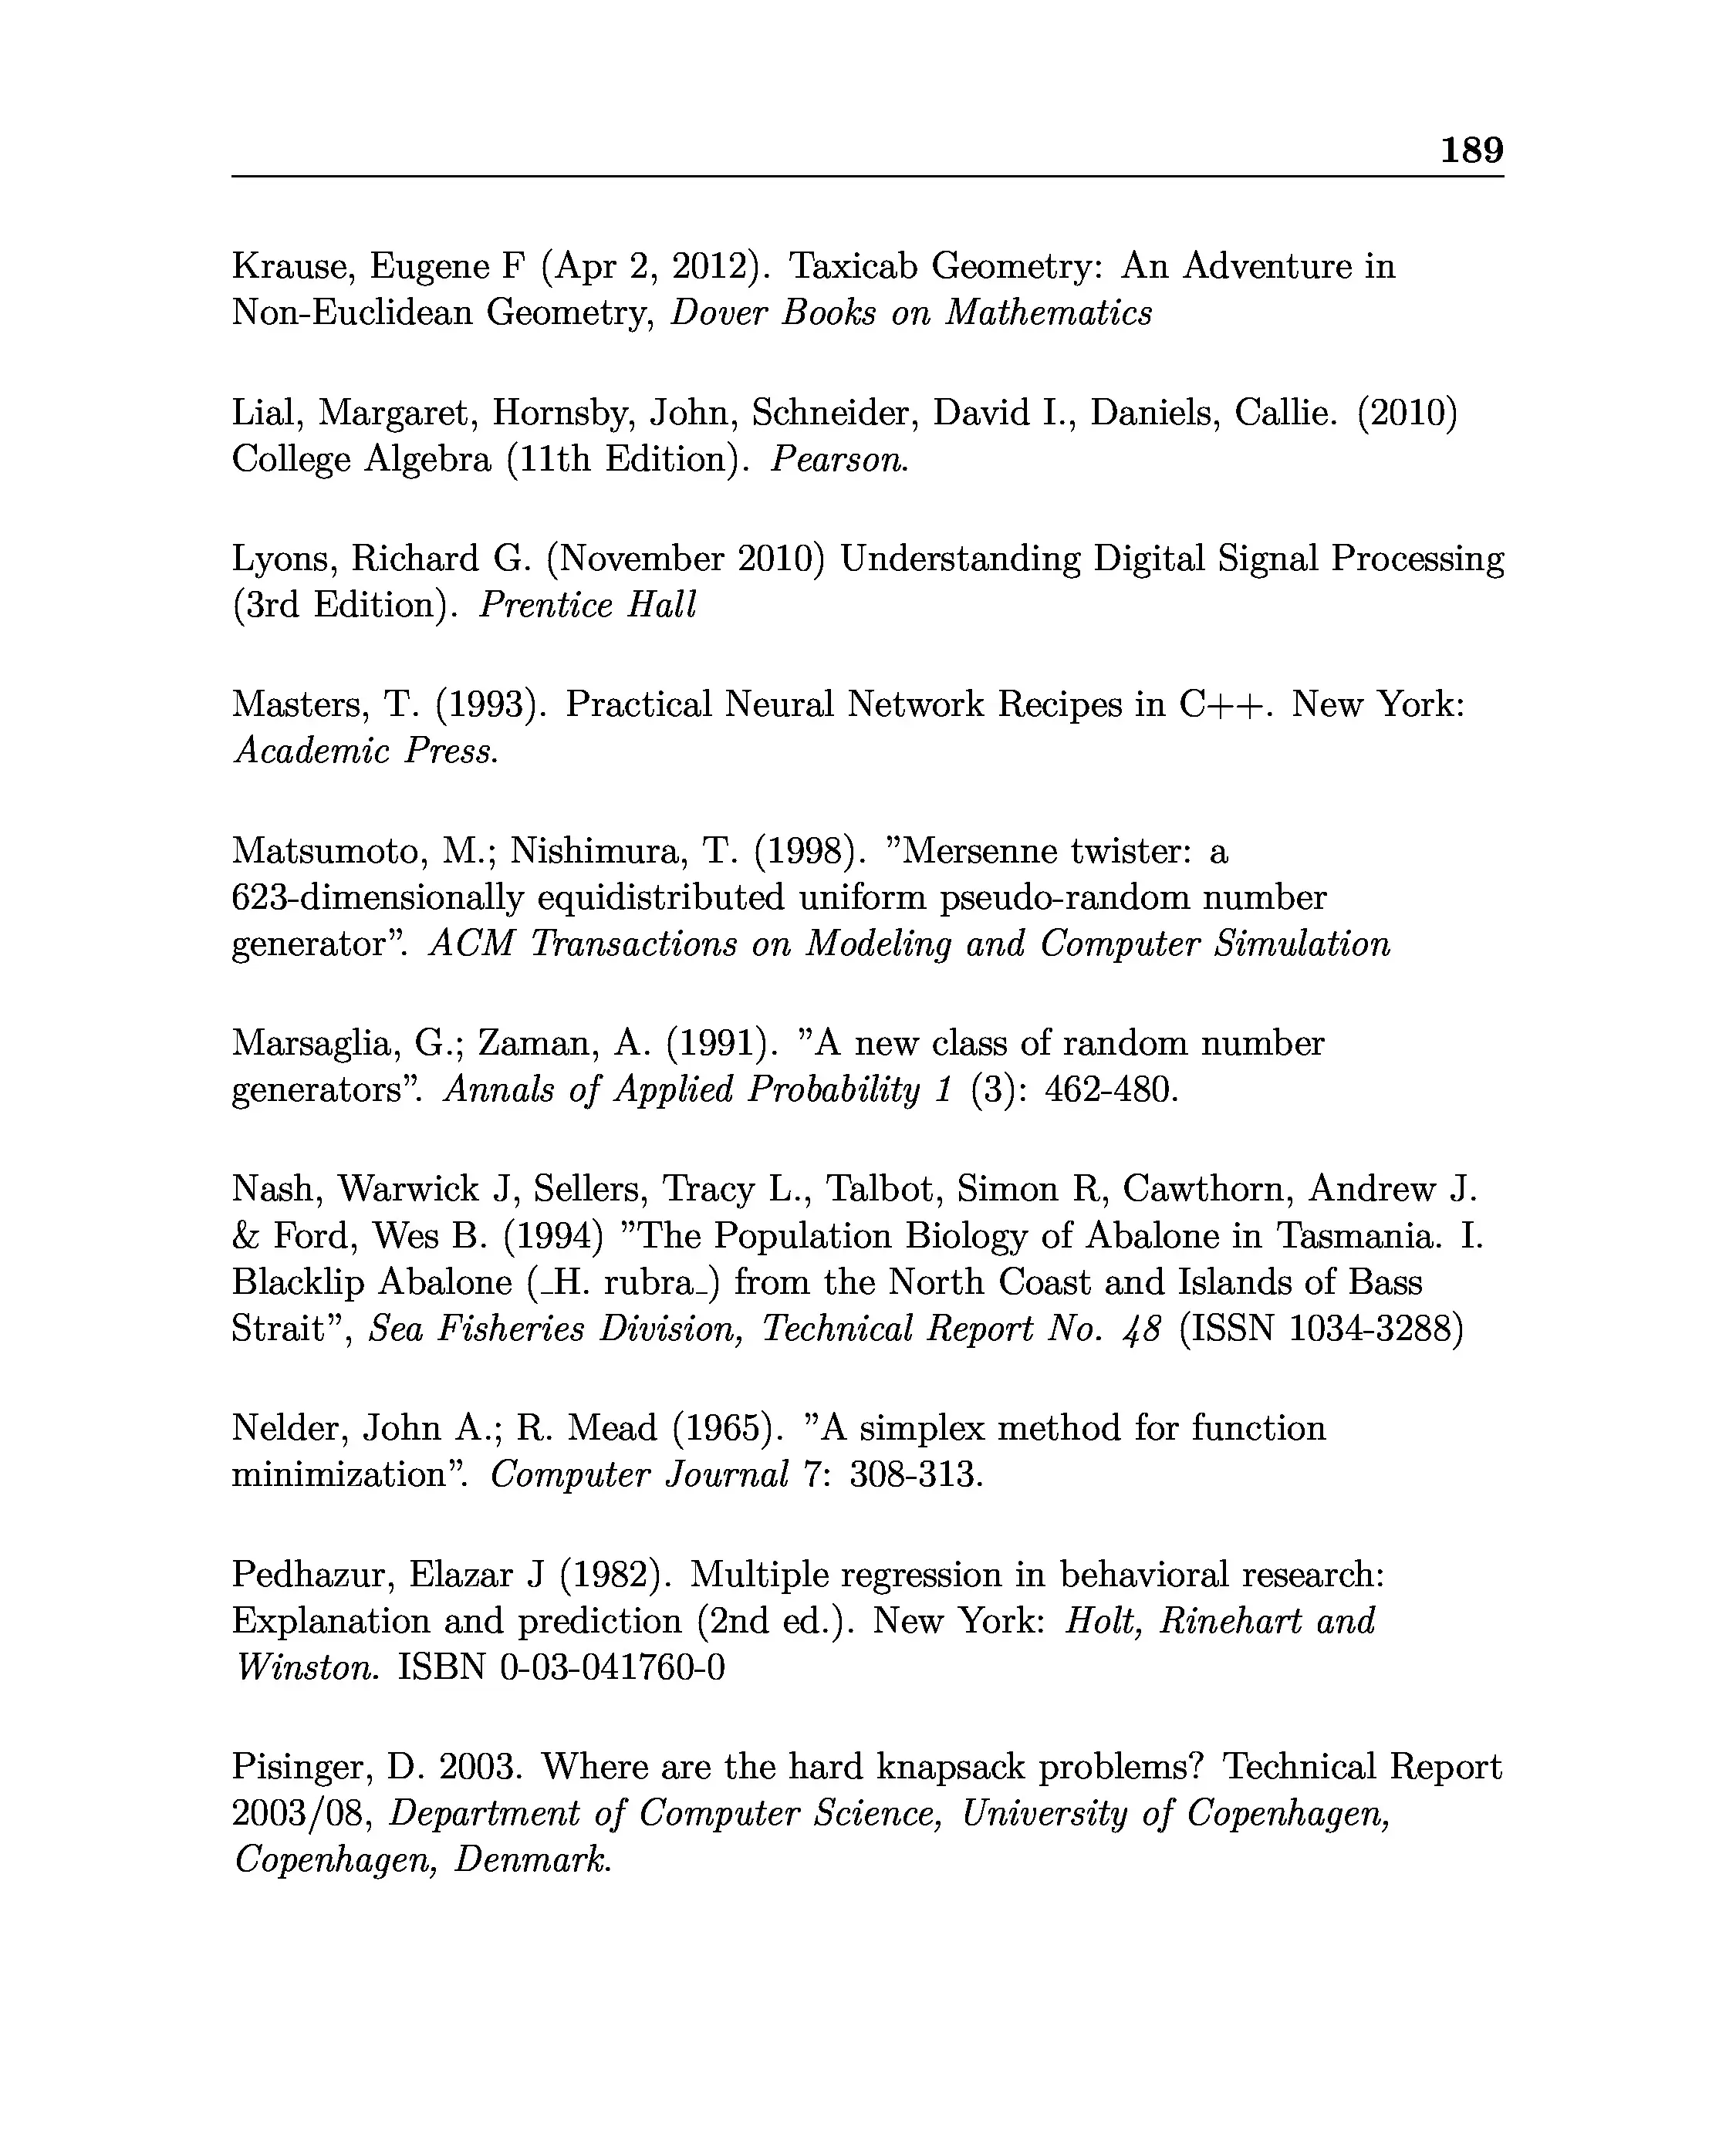 189
Krause, Eugene F (Apr 2, 2012). Taxicab Geometry: An Adventure in
Non-Euclidean Geometry, Dover Books on Mathematics
Lial, Margaret, Hornsby, John, Schneider, David I., Daniels, Callie. (2010)
College Algebra (11th Edition). Pearson.
Lyons, Richard G. (November 2010) Understanding Digital Signal Processing
(3rd Edition). Prentice Hall
Masters, T. (1993). Practical Neural Network Recipes in C++. New York:
Academic Press.
Matsumoto, M.; Nishimura, T. (1998). ”Mersenne twister: a
623-dimensionally equidistributed uniform pseudo-random number
generator”. ACM Transactions on Modeling and Computer Simulation
Marsaglia, G.; Zaman, A. (1991). ”A new class of random number
generators”. Annals of Applied Probability 1 (3): 462-480.
Nash, Warwick J, Sellers, Tracy L., Talbot, Simon R, Cawthorn, Andrew J.
& Ford, Wes B. (1994) ”The Population Biology of Abalone in Tasmania. I.
Blacklip Abalone (_H. rubra_) from the North Coast and Islands of Bass
Strait”, Sea Fisheries Division, Technical Report No. 48 (ISSN 1034-3288)
Nelder, John A.; R. Mead (1965). ”A simplex method for function
minimization”. Computer Journal 7: 308-313.
Pedhazur, Elazar J (1982). Multiple regression in behavioral research:
Explanation and prediction (2nd ed.). New York: Holt, Rinehart and
Winston. ISBN 0-03-041760-0
Pisinger, D. 2003. Where are the hard knapsack problems? Technical Report
2003/08, Department of Computer Science, University of Copenhagen,
Copenhagen, Denmark.